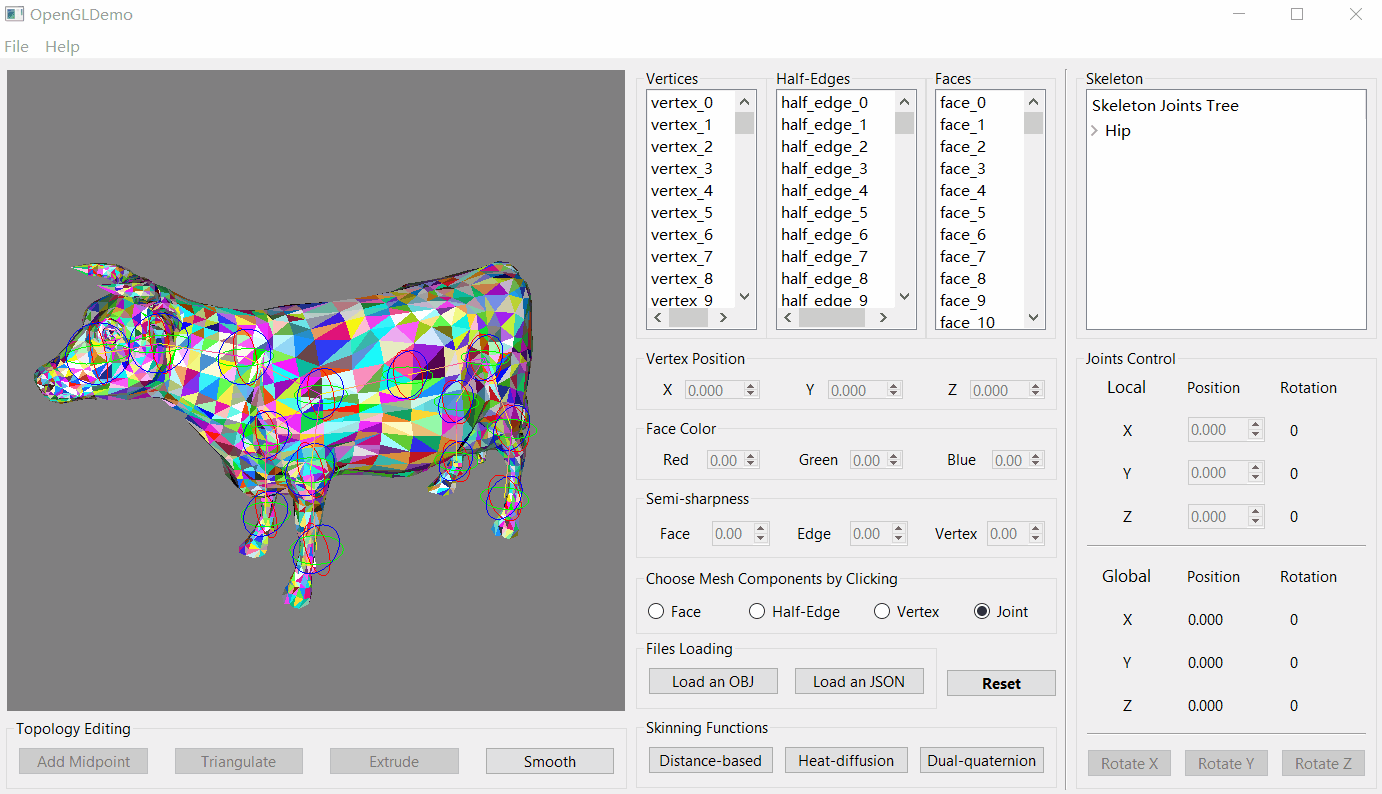 OpenGLDemo
File Help
Vertices
vertex_0
vertex_1
vertex_2
vertex_3
vertex_4
vertex_5
vertex_6
vertex_7
vertex_8
vertex_9
Half-Edges
half_edge_0
half_edge_1
half_edge_2
half_edge_3
half_edge_4
half_edge_5
half_edge_6
half_edge_7
half_edge_8
half_edge_9
Faces
face_0
face_1
face_2
face_3
face_4
face_5
face_6
face_7
face_8
face_9
face_10
Vertex Position
X 0.000 Y 0.000 Z 0.000
Face Color
Red 0.00 Green 0.00 Blue 0.00
Semi-sharpness
Face 0.00 Edge 0.00 Vertex 0.00
Choose Mesh Components by Clicking
Face Half-Edge Vertex Joint
Files Loading
Load an OBJ Load an JSON Reset
Topology Editing
Add Midpoint Triangulate Extrude Smooth
Skinning Functions
Distance-based Heat-diffusion Dual-quaternion
Skeleton
Skeleton Joints Tree
Hip
Joints Control
Local Position Rotation
X 0.000 0
Y 0.000 0
Z 0.000 0
Global Position Rotation
X 0.000 0
Y 0.000 0
Z 0.000 0
Rotate X Rotate Y Rotate Z